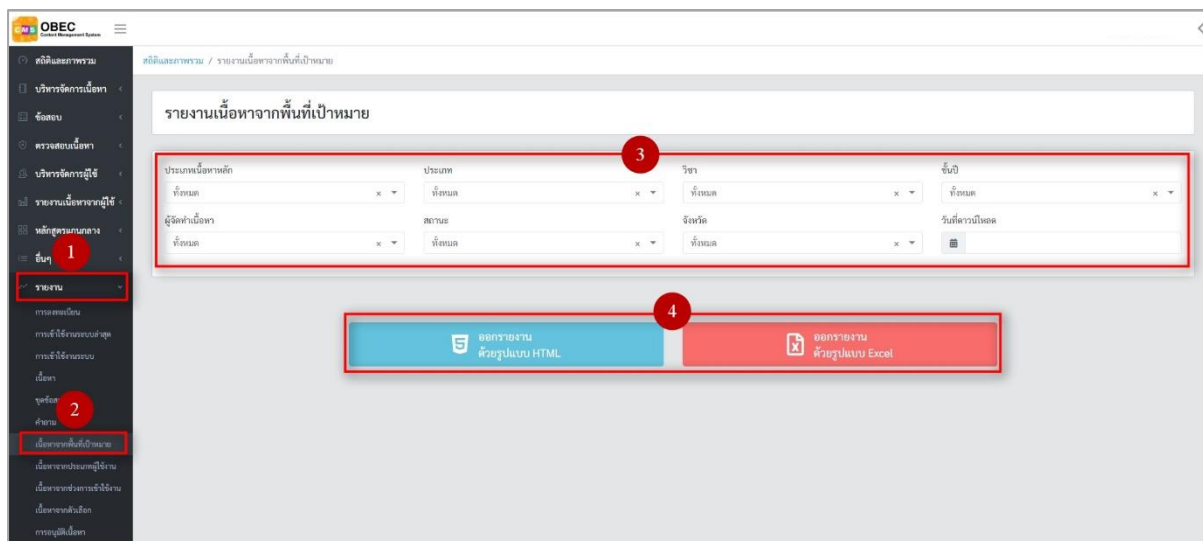 CMS OBEC
Content Management System
สถิติและภาพรวม
บริหารจัดการเนื้อหา
ข้อสอบ
ตรวจสอบเนื้อหา
บริหารจัดการผู้ใช้
รายงานเนื้อหาจากผู้ใช้
หลักสูตรแกนกลาง
อื่นๆ
1
รายงาน
การลงทะเบียน
การเข้าใช้งานระบบล่าสุด
การเข้าใช้งานระบบ
เนื้อหา
2
คำถาม
เนื้อหาจากพื้นที่เป้าหมาย
เนื้อหาจากประเภทผู้ใช้งาน
เนื้อหาจากช่วงการเข้าใช้งาน
เนื้อหาจากตัวเลือก
การอนุมัติเนื้อหา
สถิติและภาพรวม / รายงานเนื้อหาจากพื้นที่เป้าหมาย
รายงานเนื้อหาจากพื้นที่เป้าหมาย
3
ประเภทเนื้อหาหลัก ประเภท วิชา ชั้นปี
ทั้งหมด ทั้งหมด ทั้งหมด ทั้งหมด
ผู้จัดทำเนื้อหา สถานะ จังหวัด วันที่ดาวน์โหลด
ทั้งหมด ทั้งหมด ทั้งหมด
4
ออกรายงาน
ด้วยรูปแบบ HTML
ออกรายงาน
ด้วยรูปแบบ Excel